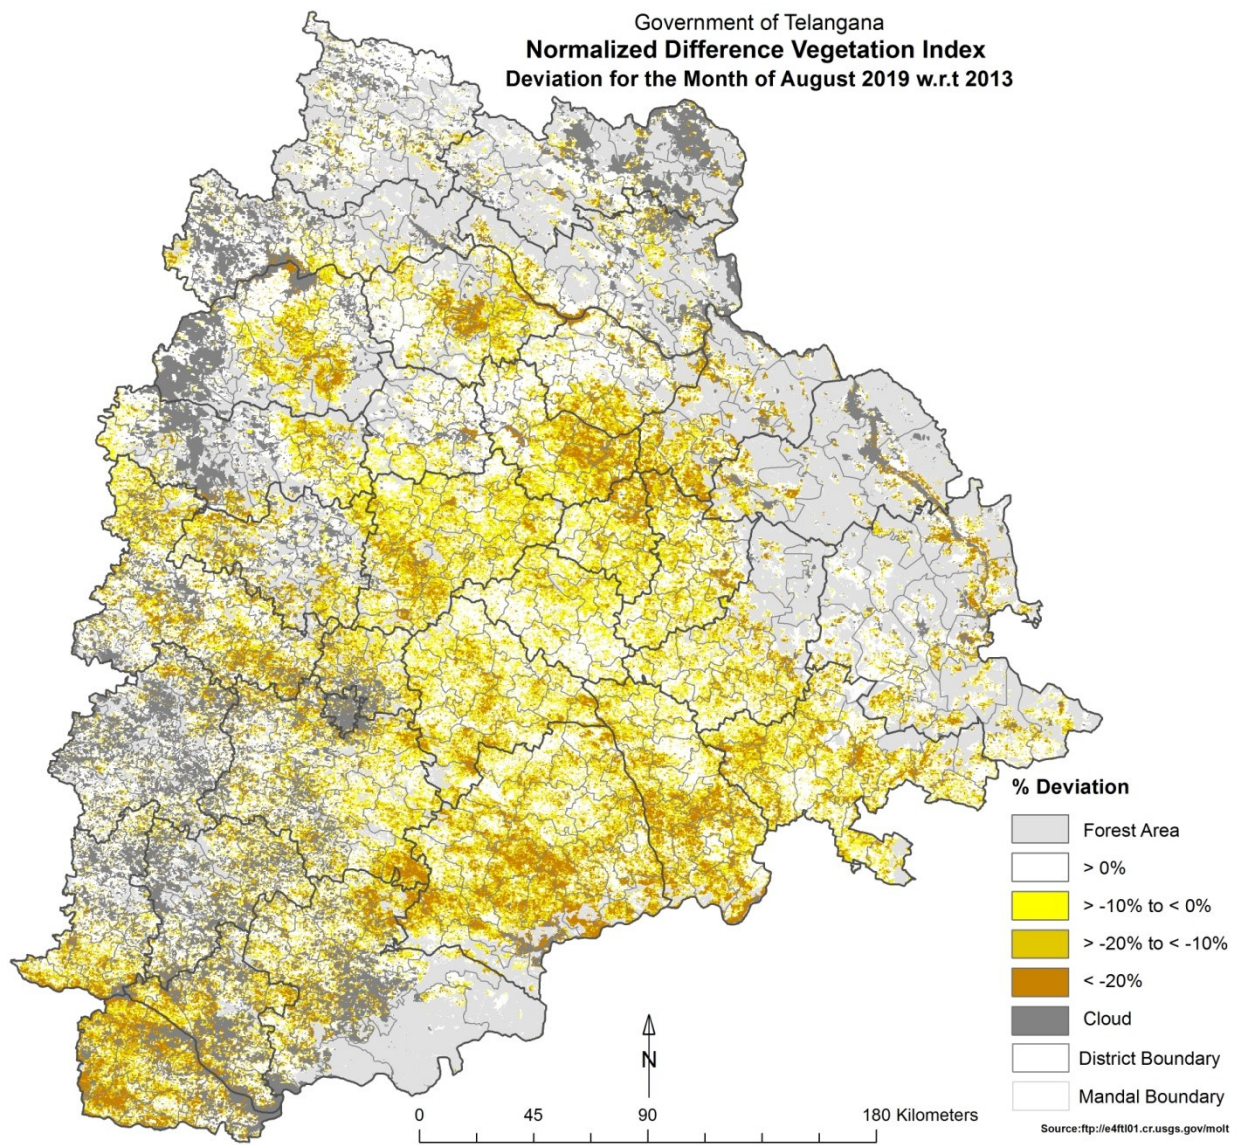 Government of Telangana
Normalized Difference Vegetation Index
Deviation for the Month of August 2019 w.r.t 2013
% Deviation
Forest Area
> 0%
> -10% to < 0%
> -20% to < -10%
< -20%
Cloud
District Boundary
Mandal Boundary
N
0 45 90 180 Kilometers
Source:ftp://e4ftl01.cr.usgs.gov/molt